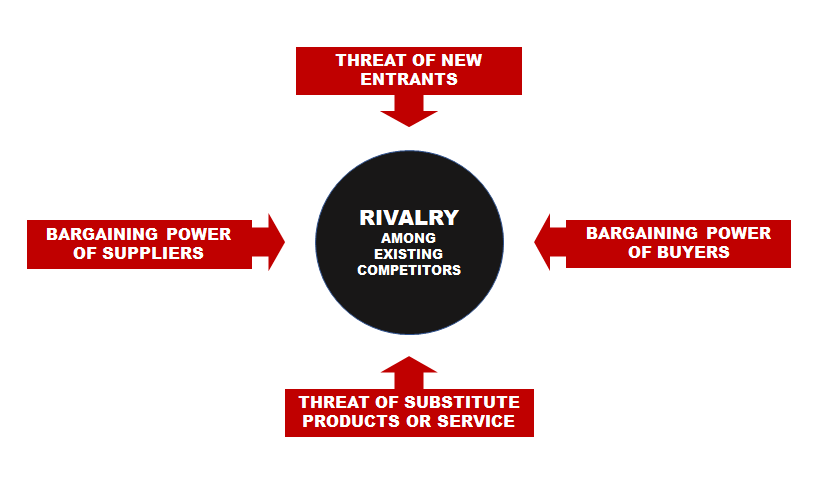 THREAT OF NEW
ENTRANTS
BARGAINING POWER
OF SUPPLIERS
RIVALRY
AMONG
EXISTING
COMPETITORS
BARGAINING POWER
OF BUYERS
THREAT OF SUBSTITUTE
PRODUCTS OR SERVICE